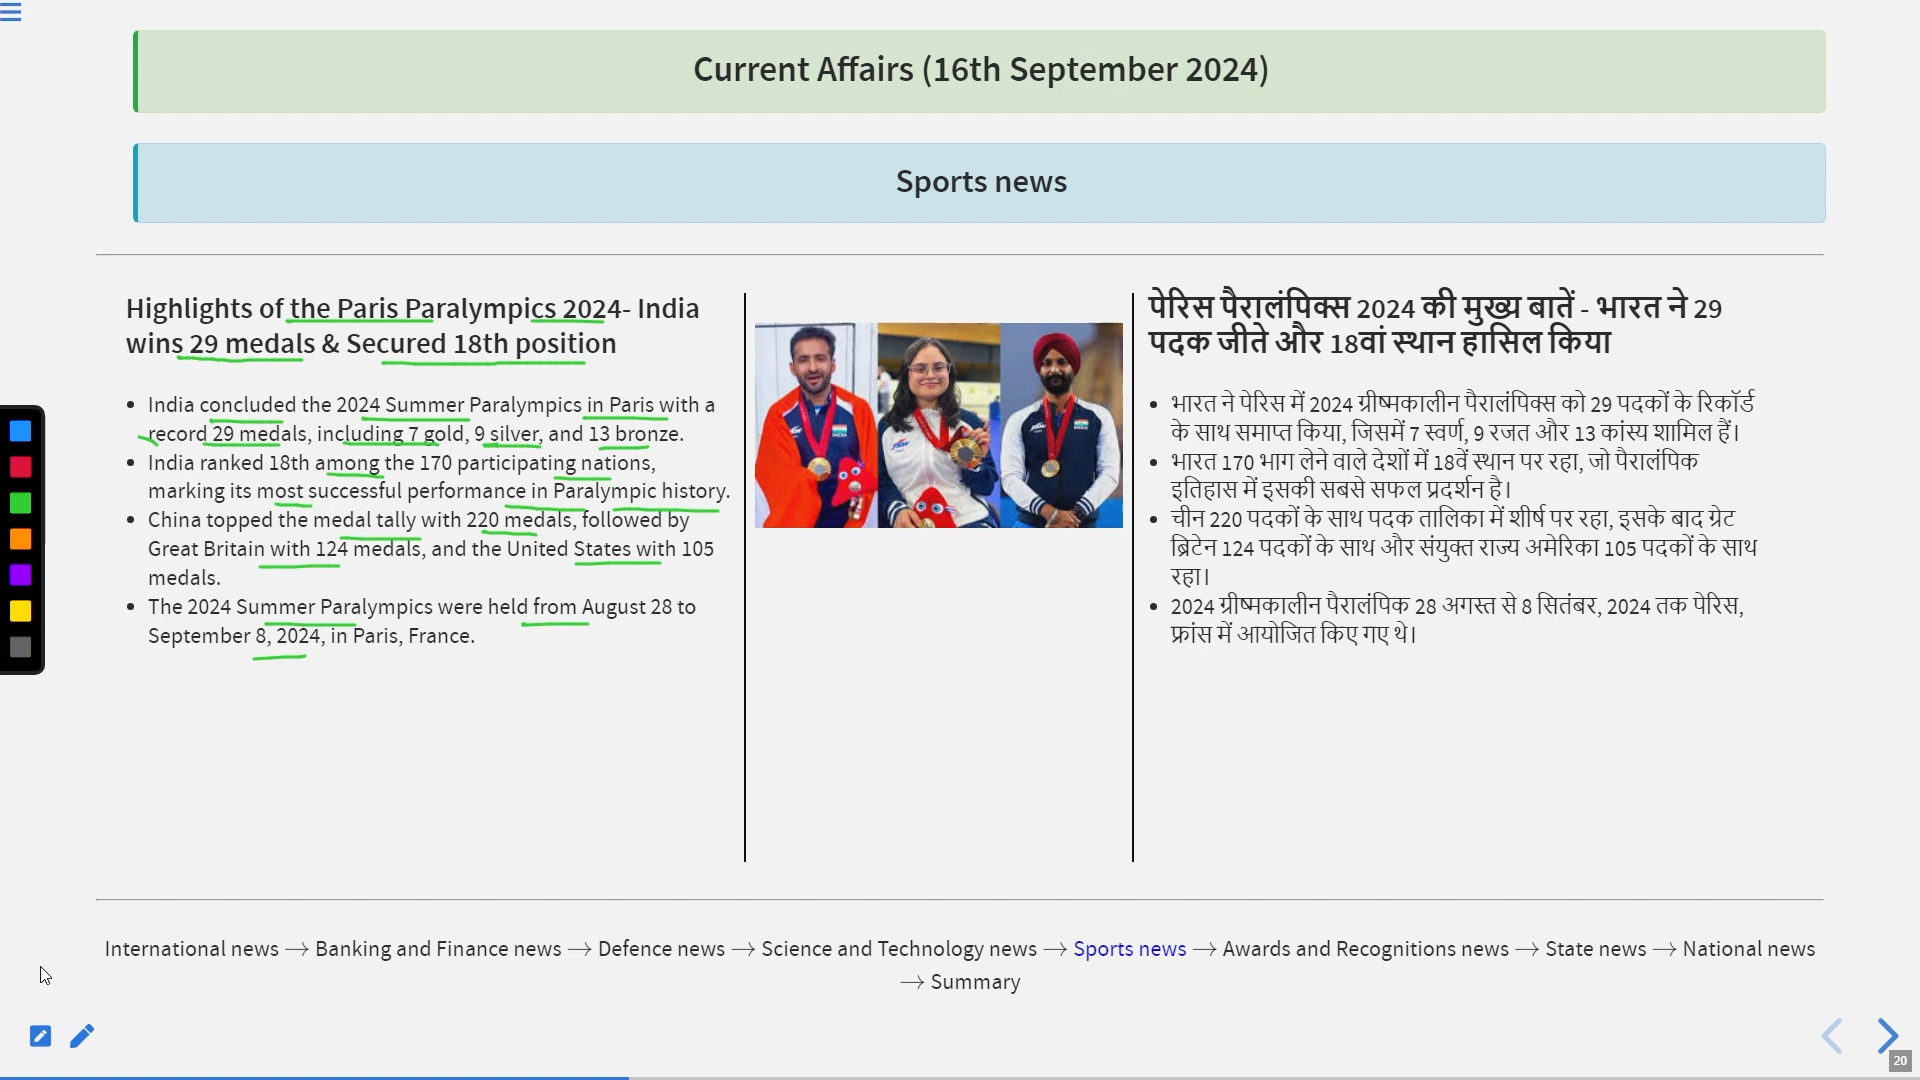 Current Affairs (16th September 2024)
Sports news
Highlights of the Paris Paralympics 2024- India
wins 29 medals & Secured 18th position
• India concluded the 2024 Summer Paralympics in Paris with a
record 29 medals, including 7 gold, 9 silver, and 13 bronze.
• India ranked 18th among the 170 participating nations,
marking its most successful performance in Paralympic history.
• China topped the medal tally with 220 medals, followed by
Great Britain with 124 medals, and the United States with 105
medals.
• The 2024 Summer Paralympics were held from August 28 to
September 8, 2024, in Paris, France.
पेरिस पैरालंपिक्स 2024 की मुख्य बातें - भारत ने 29
पदक जीते और 18वां स्थान हासिल किया
• भारत ने पेरिस में 2024 ग्रीष्मकालीन पैरालंपिक्स को 29 पदकों के रिकॉर्ड
के साथ समाप्त किया, जिसमें 7 स्वर्ण, 9 रजत और 13 कांस्य शामिल हैं।
• भारत 170 भाग लेने वाले देशों में 18वें स्थान पर रहा, जो पैरालंपिक
इतिहास में इसकी सबसे सफल प्रदर्शन है।
• चीन 220 पदकों के साथ पदक तालिका में शीर्ष पर रहा, इसके बाद ग्रेट
ब्रिटेन 124 पदकों के साथ और संयुक्त राज्य अमेरिका 105 पदकों के साथ
रहा।
• 2024 ग्रीष्मकालीन पैरालंपिक 28 अगस्त से 8 सितंबर, 2024 तक पेरिस,
फ्रांस में आयोजित किए गए थे।
International news → Banking and Finance news → Defence news → Science and Technology news → Sports news → Awards and Recognitions news → State news → National news
→ Summary
20